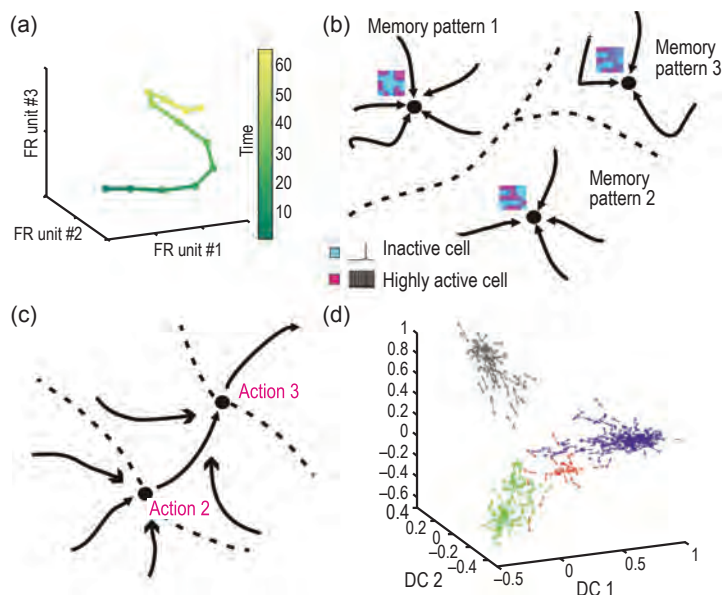 (a)
FR unit #3
FR unit #2
FR unit #1
Time
60
50
40
30
20
10
(b)
Memory pattern 1
Memory
pattern 3
Memory
pattern 2
Inactive cell
Highly active cell
(c)
Action 3
Action 2
(d)
1
0.8
0.6
0.4
0.2
0
−0.2
−0.4
−0.6
−0.8
0.4
0.2
0
−0.2
−0.4
DC 2
−0.5
0
0.5
1
DC 1